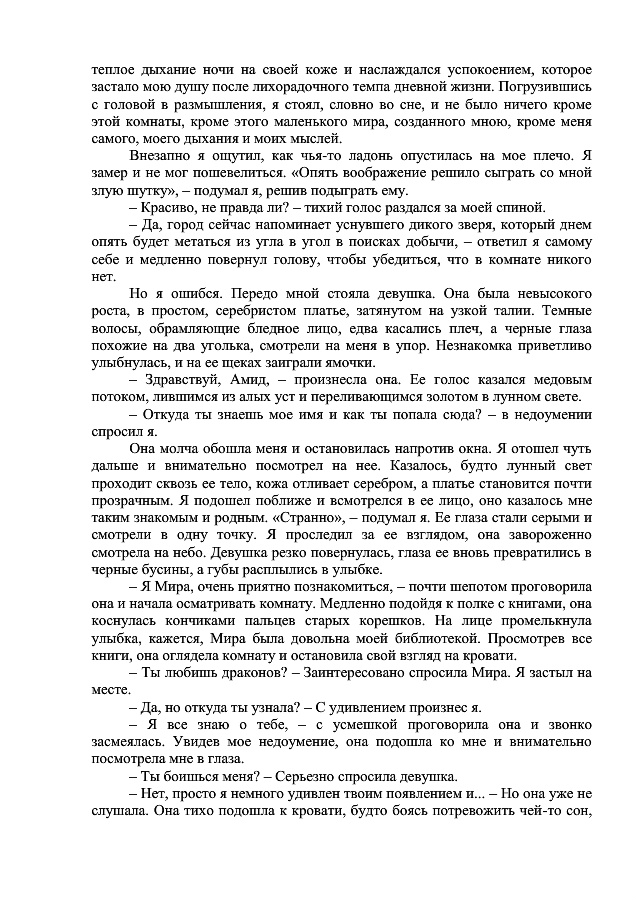 теплое дыхание ночи на своей коже и наслаждался успокоением, которое
застало мою душу после лихорадочного темпа дневной жизни. Погрузившись
с головой в размышления, я стоял, словно во сне, и не было ничего кроме
этой комнаты, кроме этого маленького мира, созданного мною, кроме меня
самого, моего дыхания и моих мыслей.
Внезапно я ощутил, как чья-то ладонь опустилась на мое плечо. Я
замер и не мог пошевелиться. «Опять воображение решило сыграть со мной
злую шутку», – подумал я, решив подыграть ему.
– Красиво, не правда ли? – тихий голос раздался за моей спиной.
– Да, город сейчас напоминает уснувшего дикого зверя, который днем
опять будет метаться из угла в угол в поисках добычи, – ответил я самому
себе и медленно повернул голову, чтобы убедиться, что в комнате никого
нет.
Но я ошибся. Передо мной стояла девушка. Она была невысокого
роста, в простом, серебристом платье, затянутом на узкой талии. Темные
волосы, обрамляющие бледное лицо, едва касались плеч, а черные глаза
похожие на два уголька, смотрели на меня в упор. Незнакомка приветливо
улыбнулась, и на ее щеках заиграли ямочки.
– Здравствуй, Амид, – произнесла она. Ее голос казался медовым
потоком, лившимся из алых уст и переливающимся золотом в лунном свете.
– Откуда ты знаешь мое имя и как ты попала сюда? – в недоумении
спросил я.
Она молча обошла меня и остановилась напротив окна. Я отошел чуть
дальше и внимательно посмотрел на нее. Казалось, будто лунный свет
проходит сквозь ее тело, кожа отливает серебром, а платье становится почти
прозрачным. Я подошел поближе и всмотрелся в ее лицо, оно казалось мне
таким знакомым и родным. «Странно», – подумал я. Ее глаза стали серыми и
смотрели в одну точку. Я проследил за ее взглядом, она завороженно
смотрела на небо. Девушка резко повернулась, глаза ее вновь превратились в
черные бусины, а губы расплылись в улыбке.
– Я Мира, очень приятно познакомиться, – почти шепотом проговорила
она и начала осматривать комнату. Медленно подойдя к полке с книгами, она
коснулась кончиками пальцев старых корешков. На лице промелькнула
улыбка, кажется, Мира была довольна моей библиотекой. Просмотрев все
книги, она оглядела комнату и остановила свой взгляд на кровати.
– Ты любишь драконов? – Заинтересовано спросила Мира. Я застыл на
месте.
– Да, но откуда ты узнала? – С удивлением произнес я.
– Я все знаю о тебе, – с усмешкой проговорила она и звонко
засмеялась. Увидев мое недоумение, она подошла ко мне и внимательно
посмотрела мне в глаза.
– Ты боишься меня? – Серьезно спросила девушка.
– Нет, просто я немного удивлен твоим появлением и... – Но она уже не
слушала. Она тихо подошла к кровати, будто боясь потревожить чей-то сон,